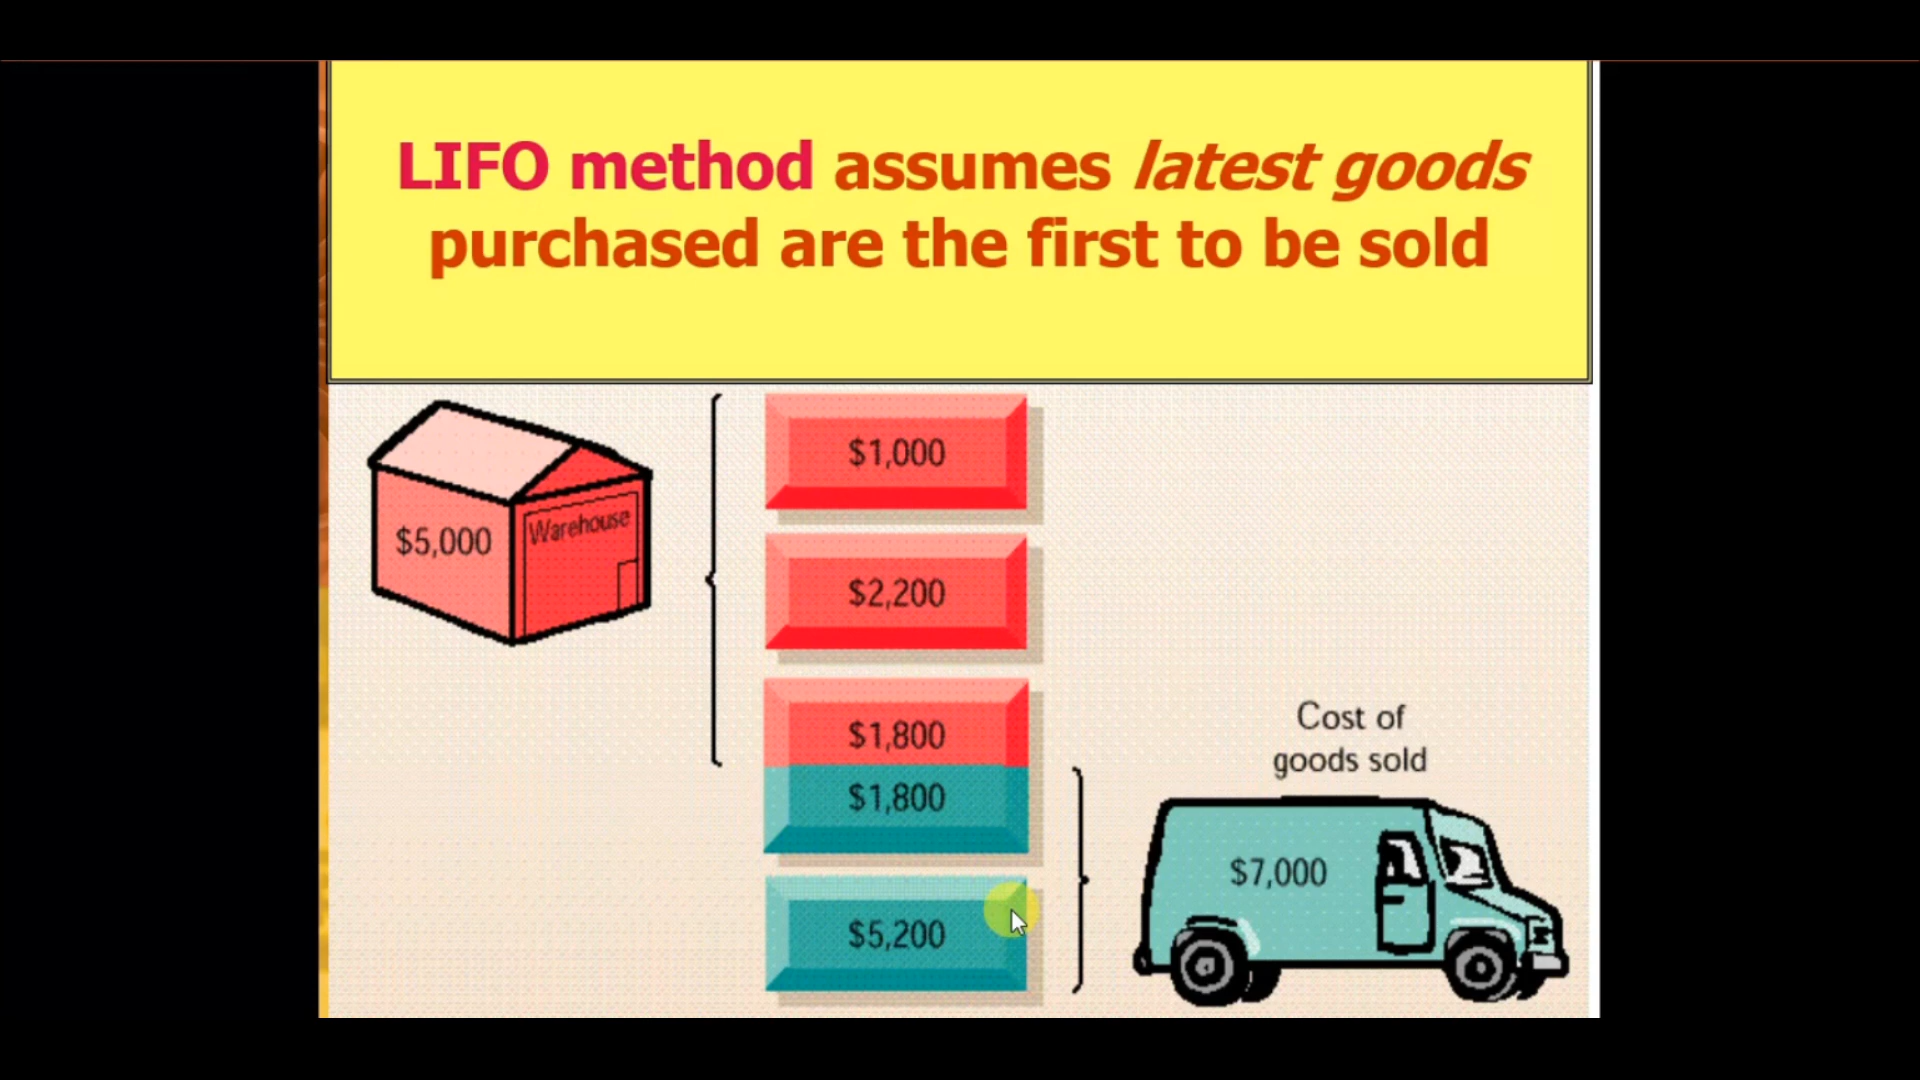 LIFO method assumes latest goods
purchased are the first to be sold
$5,000
Warehouse
$1,000
$2,200
$1,800
$1,800
$5,200
Cost of
goods sold
$7,000